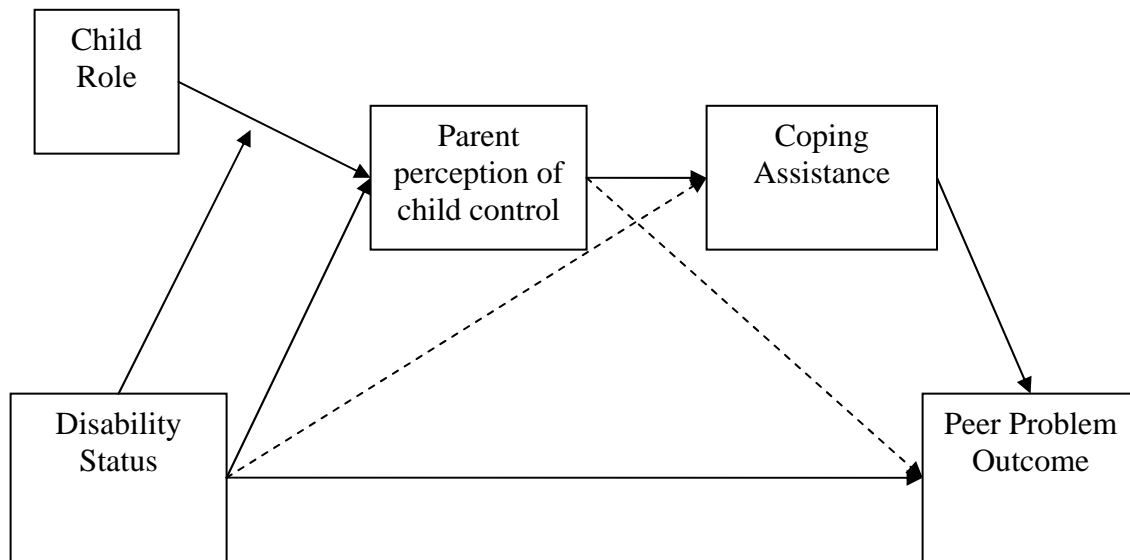 Child
Role
Parent
perception of
child control
Coping
Assistance
Disability
Status
Peer Problem
Outcome